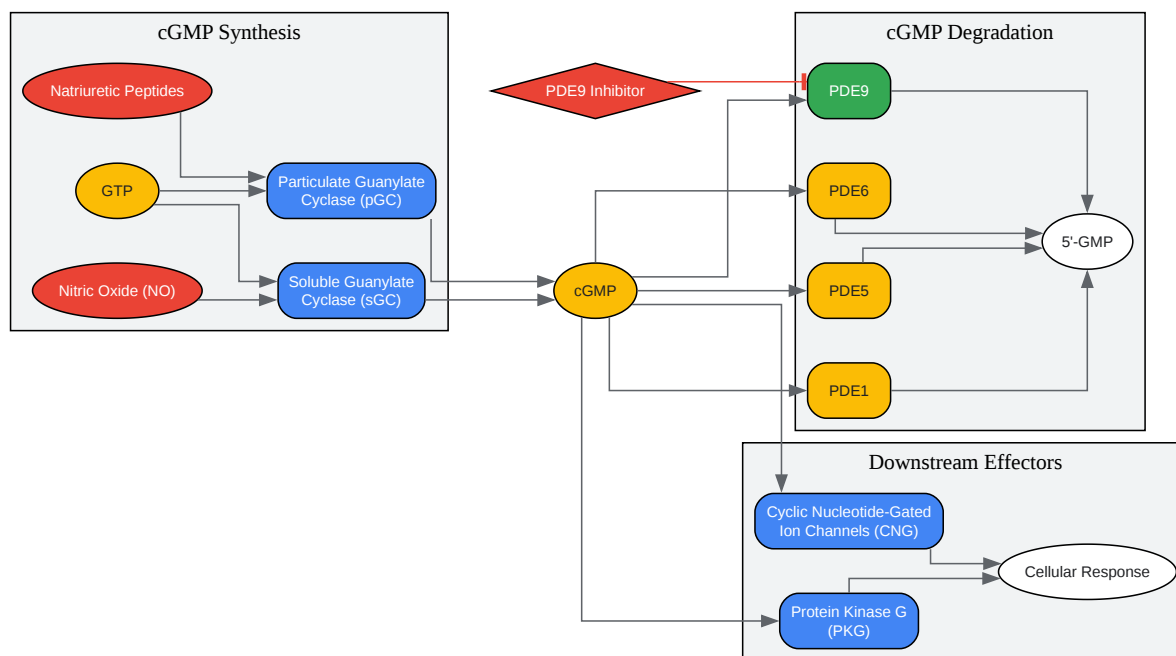 cGMP Synthesis
Natriuretic Peptides
GTP
Particulate Guanylate
Cyclase (pGC)
Nitric Oxide (NO)
Soluble Guanylate
Cyclase (sGC)
PDE9 Inhibitor
cGMP
cGMP Degradation
PDE9
PDE6
5'-GMP
PDE5
PDE1
Downstream Effectors
Cyclic Nucleotide-Gated
Ion Channels (CNG)
Cellular Response
Protein Kinase G
(PKG)